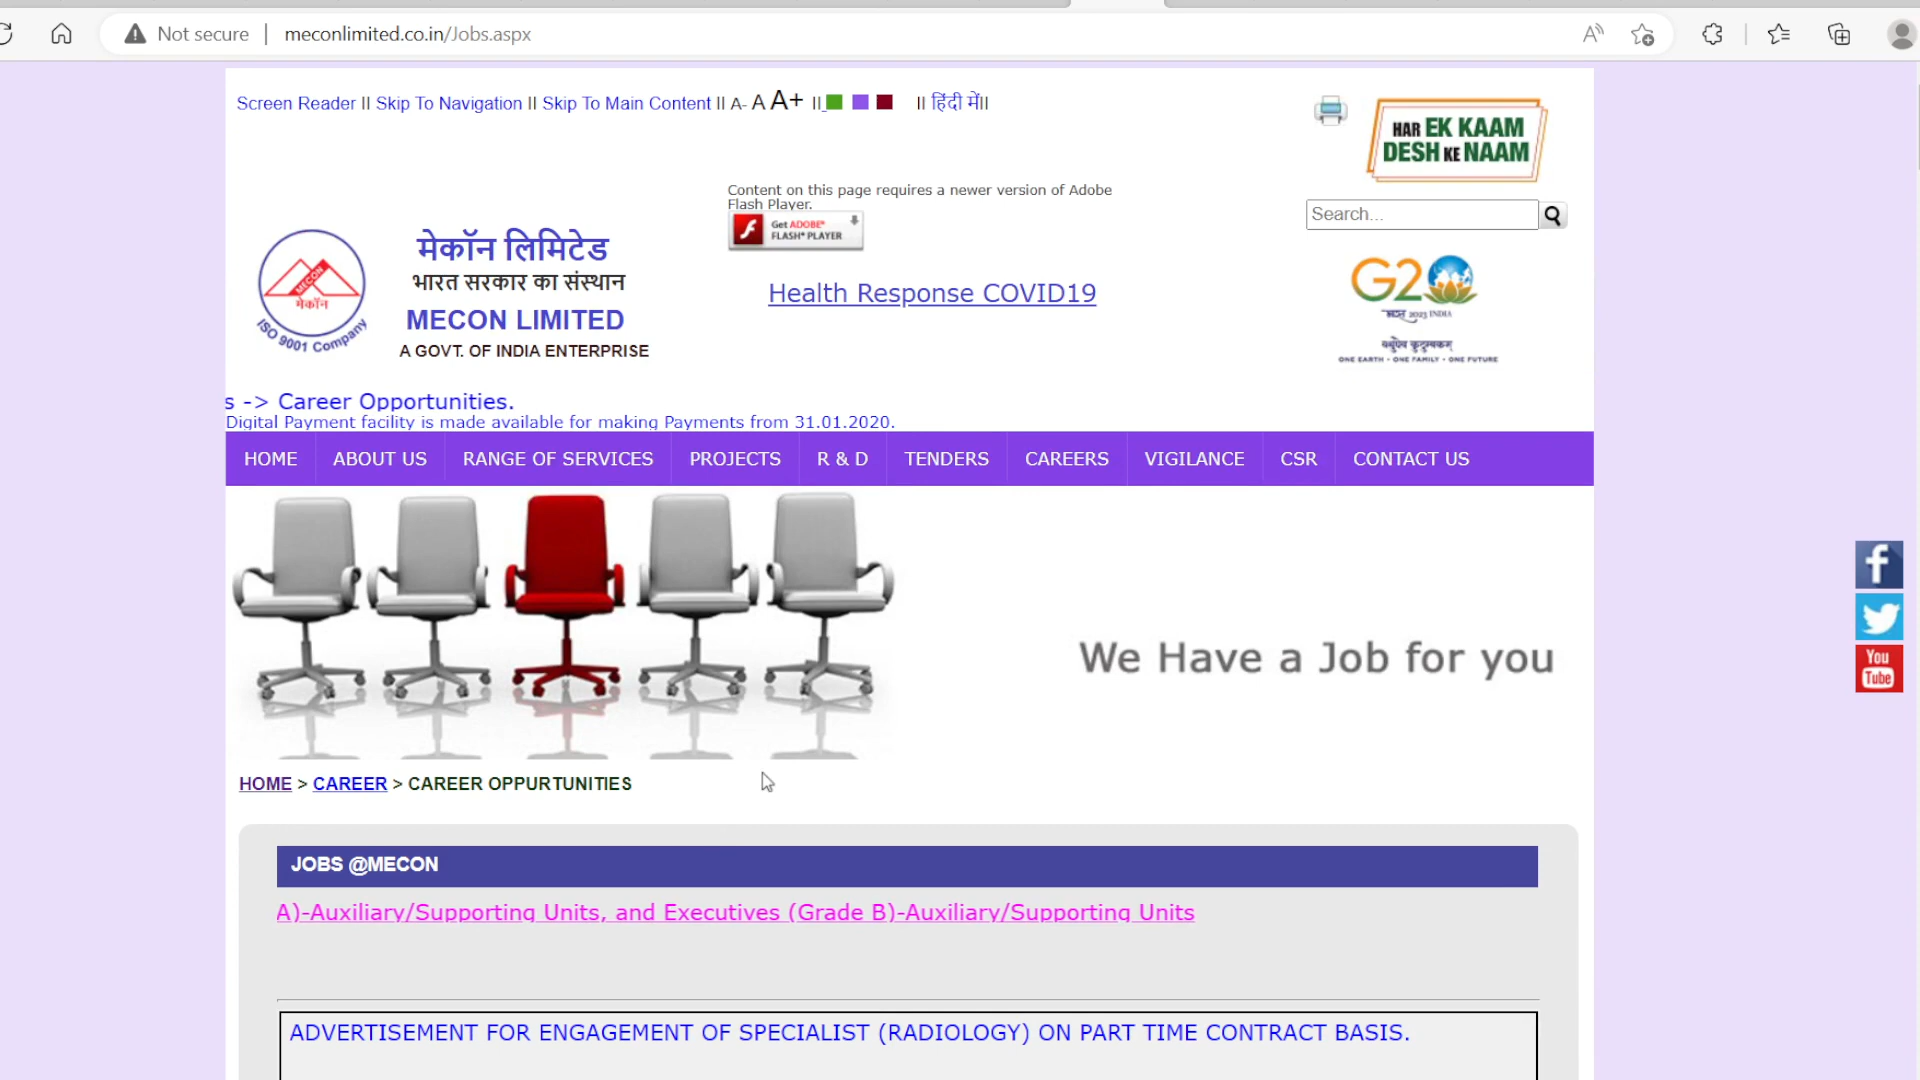 Not secure | meconlimited.co.in/Jobs.aspx
Screen Reader II Skip To Navigation II Skip To Main Content II A- A A+ II II हिंदी मेंII
HAR EK KAAM
DESH KE NAAM
Content on this page requires a newer version of Adobe
Flash Player.
Get ADOBE®
FLASH® PLAYER
Search...
मेकॉन लिमिटेड
भारत सरकार का संस्थान
MECON LIMITED
A GOVT. OF INDIA ENTERPRISE
MECON
मेकॉन
ISO 9001 Company
Health Response COVID19
G20
भारत 2023 INDIA
वसुधैव कुटुम्बकम्
ONE EARTH • ONE FAMILY • ONE FUTURE
s -> Career Opportunities.
Digital Payment facility is made available for making Payments from 31.01.2020.
HOME ABOUT US RANGE OF SERVICES PROJECTS R & D TENDERS CAREERS VIGILANCE CSR CONTACT US
We Have a Job for you
You
Tube
HOME > CAREER > CAREER OPPURTUNITIES
JOBS @MECON
A)-Auxiliary/Supporting Units, and Executives (Grade B)-Auxiliary/Supporting Units
ADVERTISEMENT FOR ENGAGEMENT OF SPECIALIST (RADIOLOGY) ON PART TIME CONTRACT BASIS.